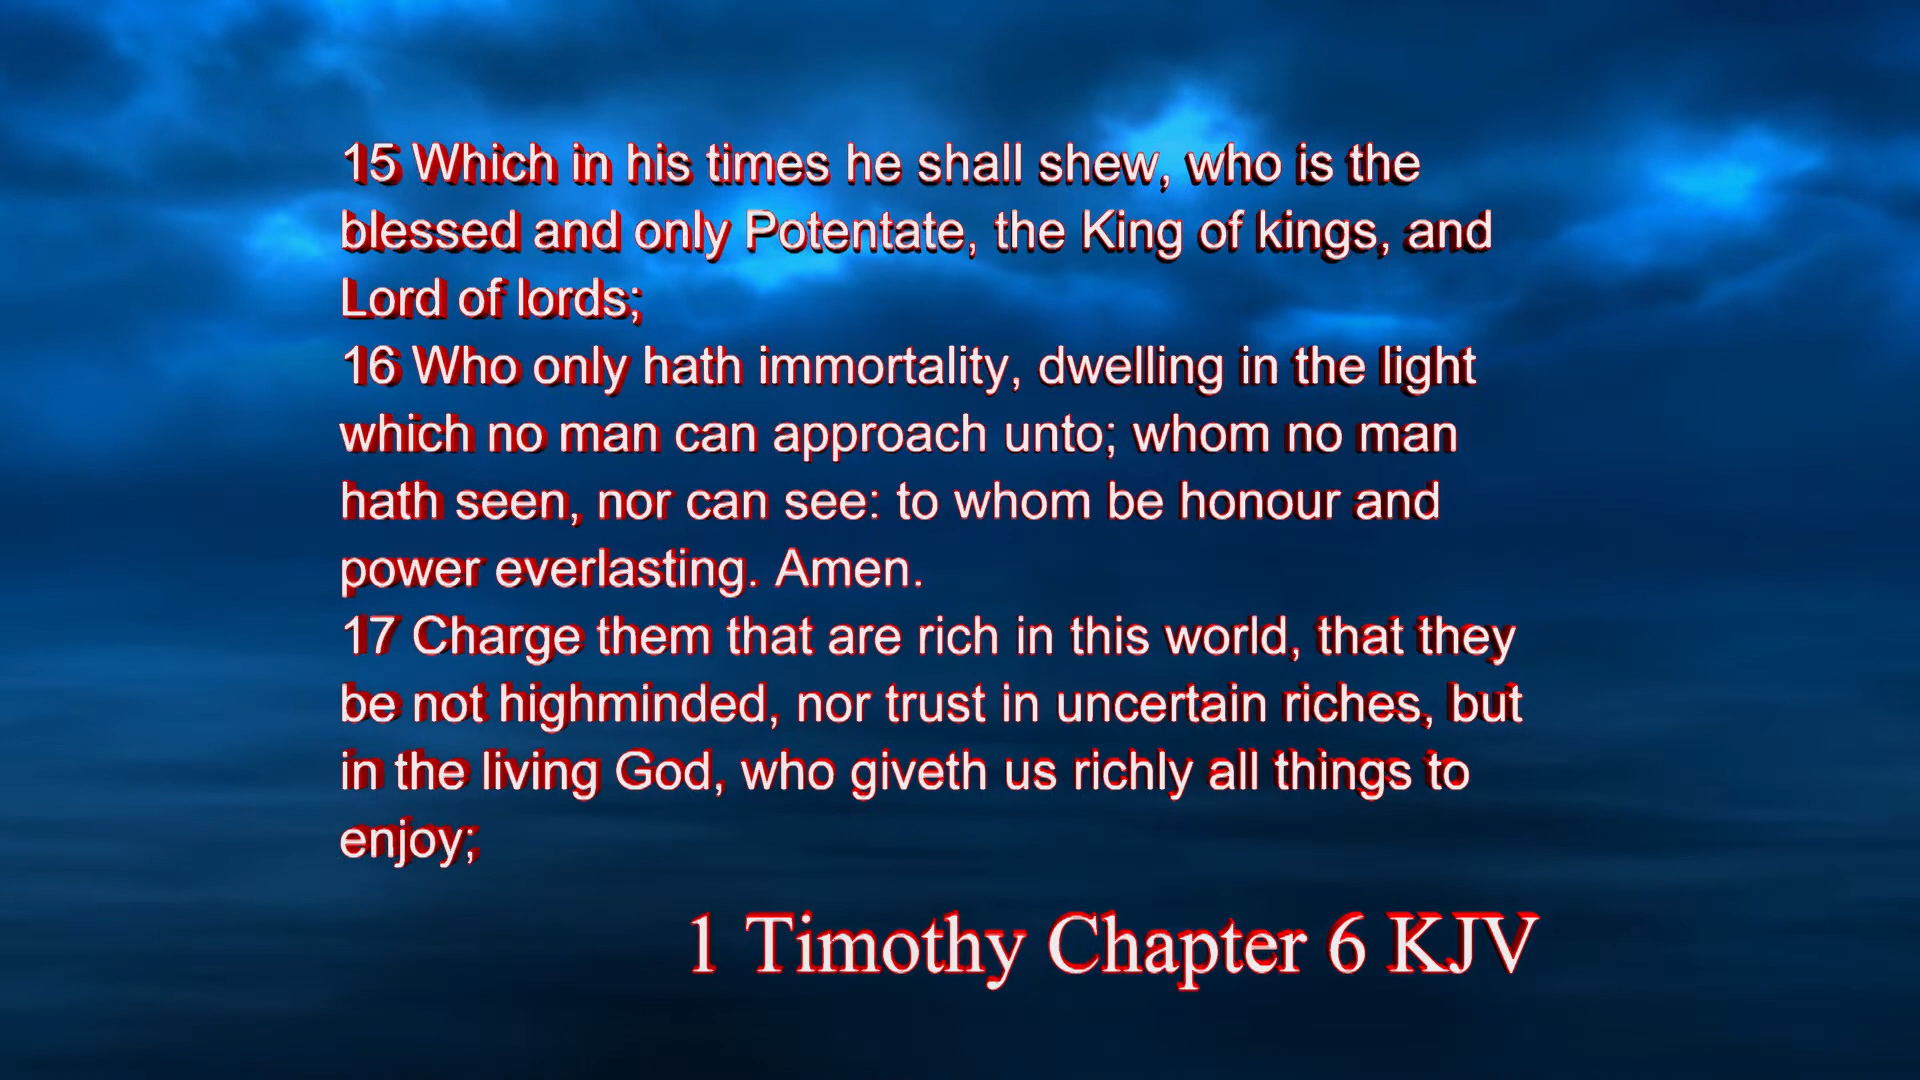 15 Which in his times he shall shew, who is the
blessed and only Potentate, the King of kings, and
Lord of lords;
16 Who only hath immortality, dwelling in the light
which no man can approach unto; whom no man
hath seen, nor can see: to whom be honour and
power everlasting. Amen.
17 Charge them that are rich in this world, that they
be not highminded, nor trust in uncertain riches, but
in the living God, who giveth us richly all things to
enjoy;
1 Timothy Chapter 6 KJV